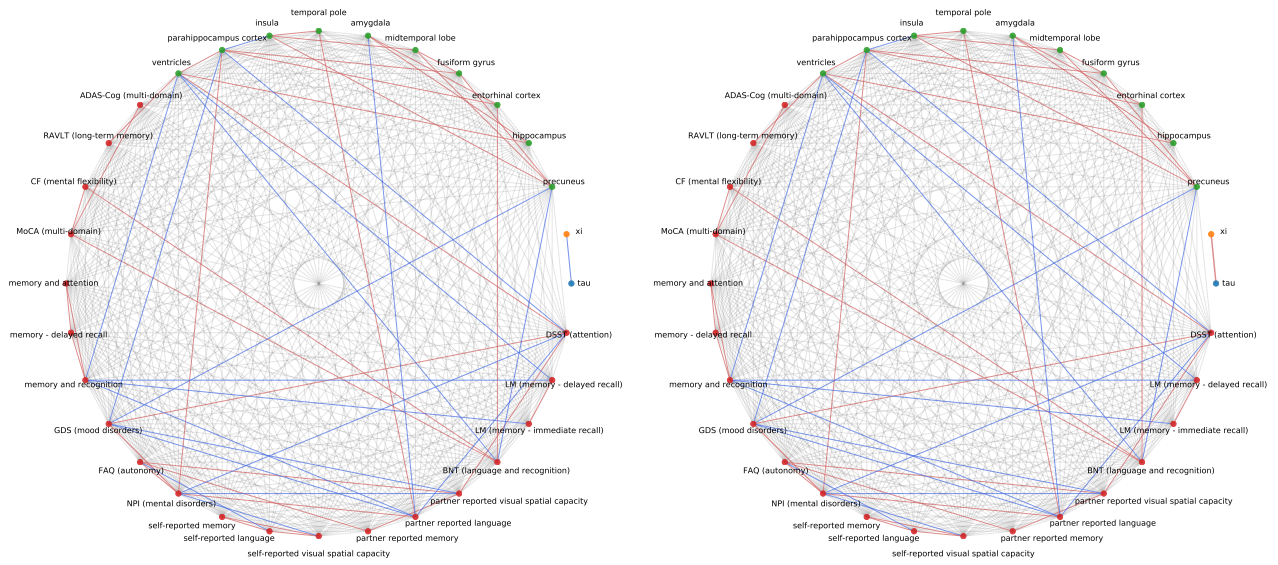 temporal pole
insula
amygdala
parahippocampus cortex
midtemporal lobe
ventricles
fusiform gyrus
ADAS-Cog (multi-domain)
entorhinal cortex
RAVLT (long-term memory)
hippocampus
CF (mental flexibility)
precuneus
MoCA (multi-domain)
xi
memory and attention
tau
memory - delayed recall
DSST (attention)
memory and recognition
LM (memory - delayed recall)
GDS (mood disorders)
LM (memory - immediate recall)
FAQ (autonomy)
BNT (language and recognition)
NPI (mental disorders)
partner reported visual spatial capacity
self-reported memory
partner reported language
self-reported language
partner reported memory
self-reported visual spatial capacity
temporal pole
insula
amygdala
parahippocampus cortex
midtemporal lobe
ventricles
fusiform gyrus
ADAS-Cog (multi-domain)
entorhinal cortex
RAVLT (long-term memory)
hippocampus
CF (mental flexibility)
precuneus
MoCA (multi-domain)
xi
memory and attention
tau
memory - delayed recall
DSST (attention)
memory and recognition
LM (memory - delayed recall)
GDS (mood disorders)
LM (memory - immediate recall)
FAQ (autonomy)
BNT (language and recognition)
NPI (mental disorders)
partner reported visual spatial capacity
self-reported memory
partner reported language
self-reported language
partner reported memory
self-reported visual spatial capacity